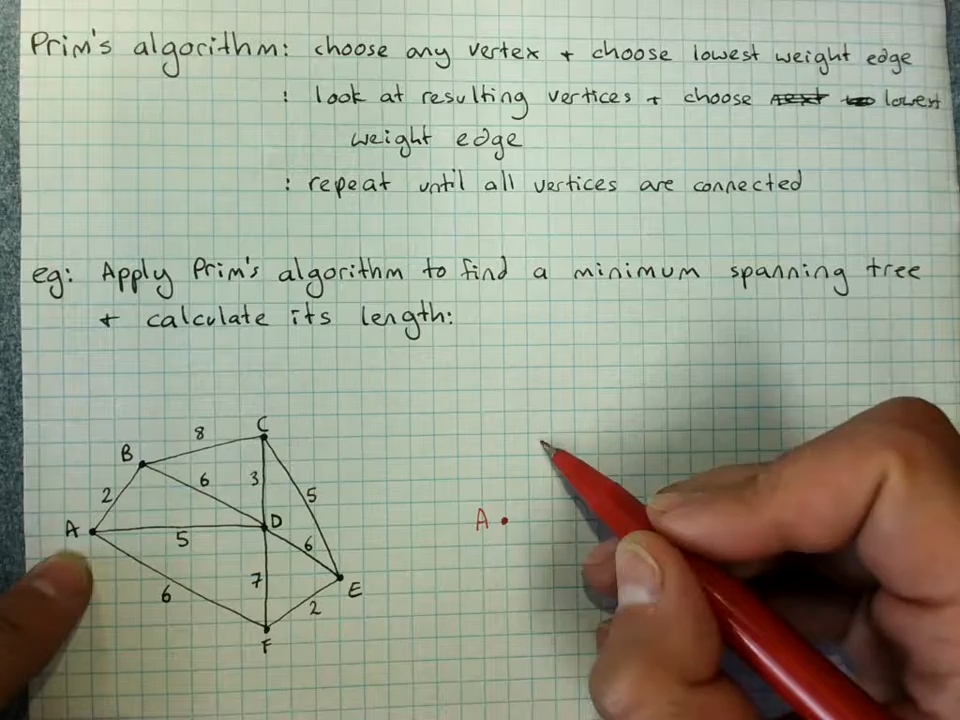 Prim's algorithm: choose any vertex + choose lowest weight edge
: look at resulting vertices + choose lowest
weight edge
: repeat until all vertices are connected
eg: Apply Prim's algorithm to find a minimum spanning tree
+ calculate its length:
C
8
B
6
3
5
2
A
D
5
6
7
6
2
E
F
A